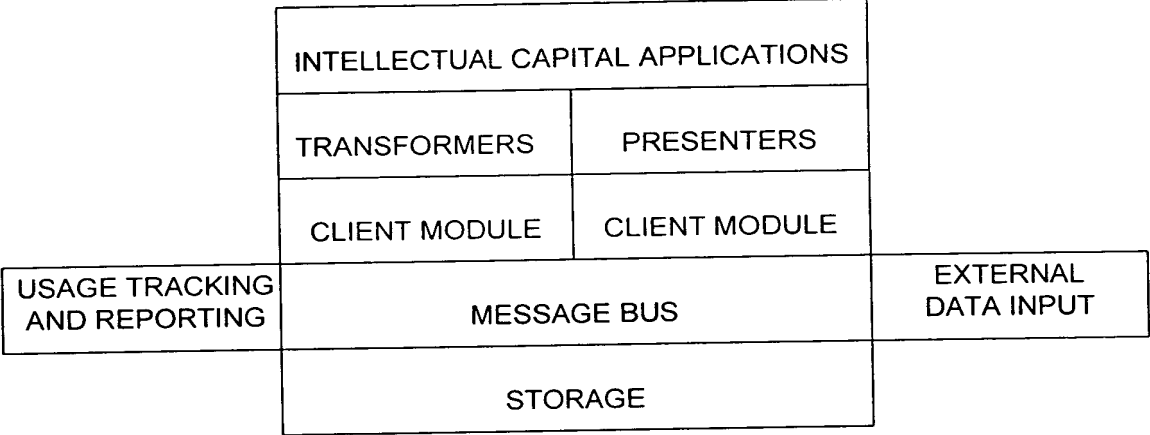 INTELLECTUAL CAPITAL APPLICATIONS
TRANSFORMERS
PRESENTERS
CLIENT MODULE
CLIENT MODULE
USAGE TRACKING
AND REPORTING
MESSAGE BUS
EXTERNAL
DATA INPUT
STORAGE